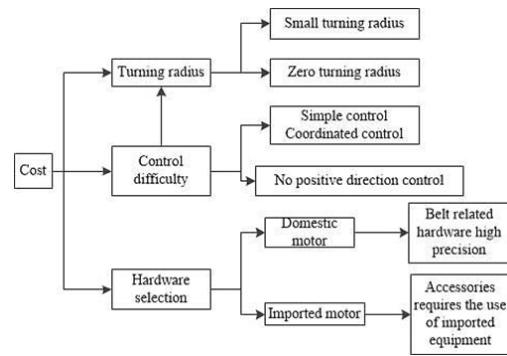 Small turning radius
Turning radius
Zero turning radius
Simple control
Coordinated control
Cost
Control
difficulty
No positive direction control
Domestic
motor
Belt related
hardware high
precision
Hardware
selection
Imported motor
Accessories
requires the use
of imported
equipment